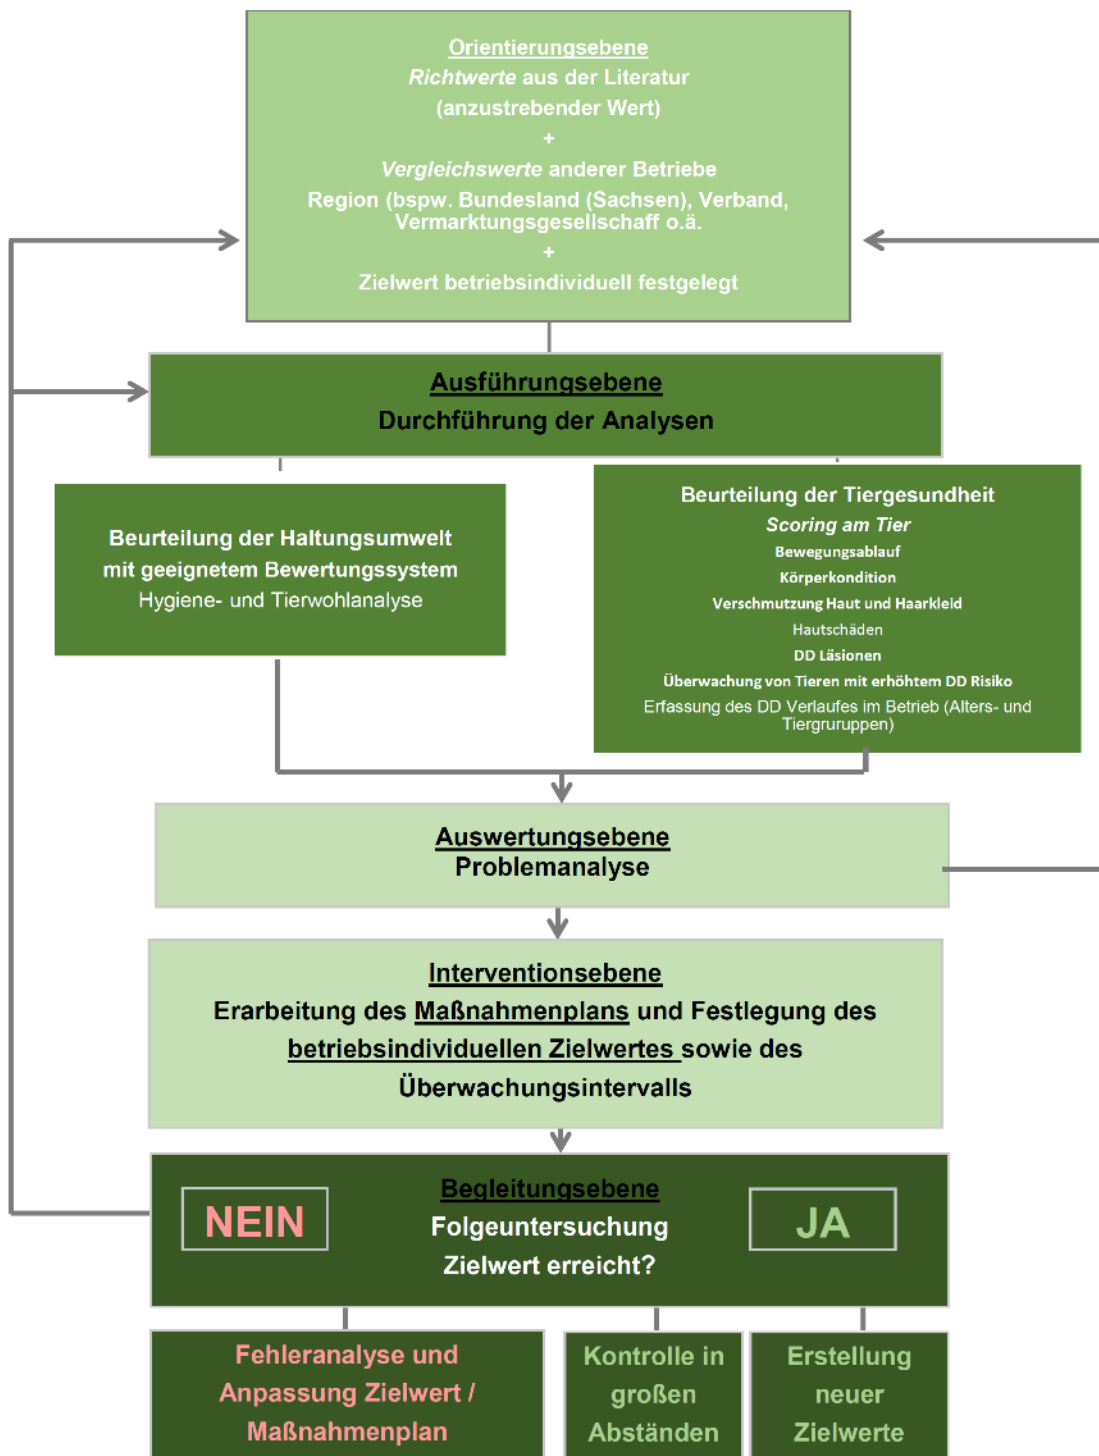 Orientierungsebene
Richtwerte aus der Literatur
(anzustrebender Wert)
+
Vergleichswerte anderer Betriebe
Region (bspw. Bundesland (Sachsen), Verband,
Vermarktungsgesellschaff o.ä.
+
Zielwert betriebsindividuell festgelegt
Ausführungsebene
Durchführung der Analysen
Beurteilung der Haltungsumwelt
mit geeignetem Bewertungssystem
Hygiene- und Tierwohlanalyse
Beurteilung der Tiergesundheit
Scoring am Tier
Bewegungsablauf
Körperkondition
Verschmutzung Haut und Haarkleid
Hautschäden
DD Läsionen
Überwachung von Tieren mit erhöhtem DD Risiko
Erfassung des DD Verlaufes im Betrieb (Alters- und
Tiergruruppen)
Auswertungsebene
Problemanalyse
Interventionsebene
Erarbeitung des Maßnahmenplans und Festlegung des
betriebsindividuellen Zielwertes sowie des
Überwachungsintervalls
NEIN
Begleitungsebene
Folgeuntersuchung
Zielwert erreicht?
JA
Fehleranalyse und
Anpassung Zielwert /
Maßnahmenplan
Kontrolle in
großen
Abständen
Erstellung
neuer
Zielwerte